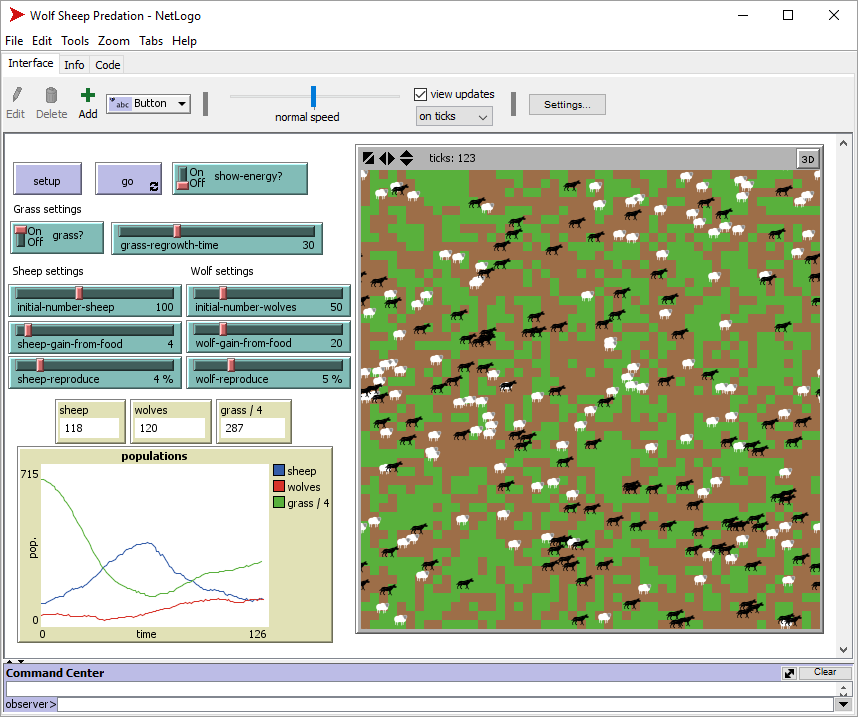 Wolf Sheep Predation - NetLogo
File Edit Tools Zoom Tabs Help
Interface Info Code
Edit Delete Add abc Button normal speed view updates on ticks Settings...
setup go On Off show-energy? ticks: 123 3D
Grass settings
On Off grass? grass-regrowth-time 30
Sheep settings Wolf settings
initial-number-sheep 100 initial-number-wolves 50
sheep-gain-from-food 4 wolf-gain-from-food 20
sheep-reproduce 4 % wolf-reproduce 5 %
sheep wolves grass / 4
118 120 287
populations
715 sheep
wolves
grass / 4
pop.
0
0 time 126
Command Center Clear
observer>